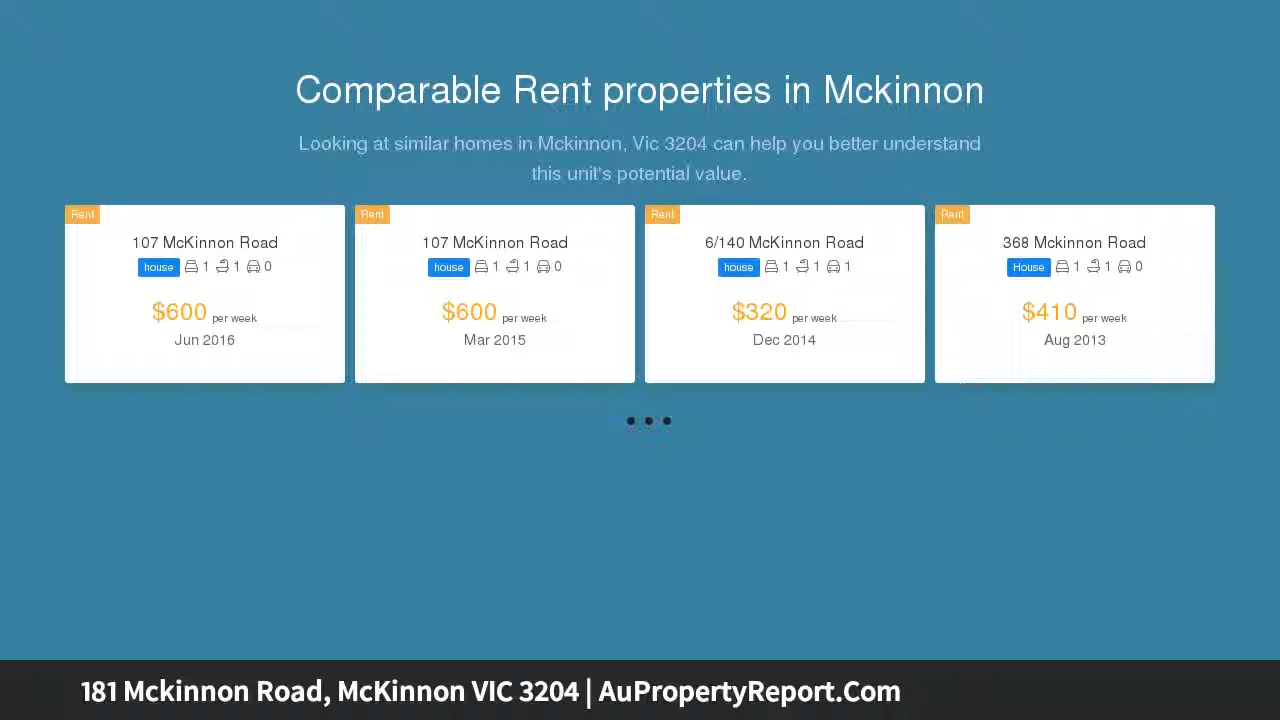 Comparable Rent properties in Mckinnon
Looking at similar homes in Mckinnon, Vic 3204 can help you better understand
this unit's potential value.
Rent
107 McKinnon Road
house 1 1 0
$600 per week
Jun 2016
Rent
107 McKinnon Road
house 1 1 0
$600 per week
Mar 2015
Rent
6/140 McKinnon Road
house 1 1 1
$320 per week
Dec 2014
Rent
368 Mckinnon Road
House 1 1 0
$410 per week
Aug 2013
181 Mckinnon Road, McKinnon VIC 3204 | AuPropertyReport.Com